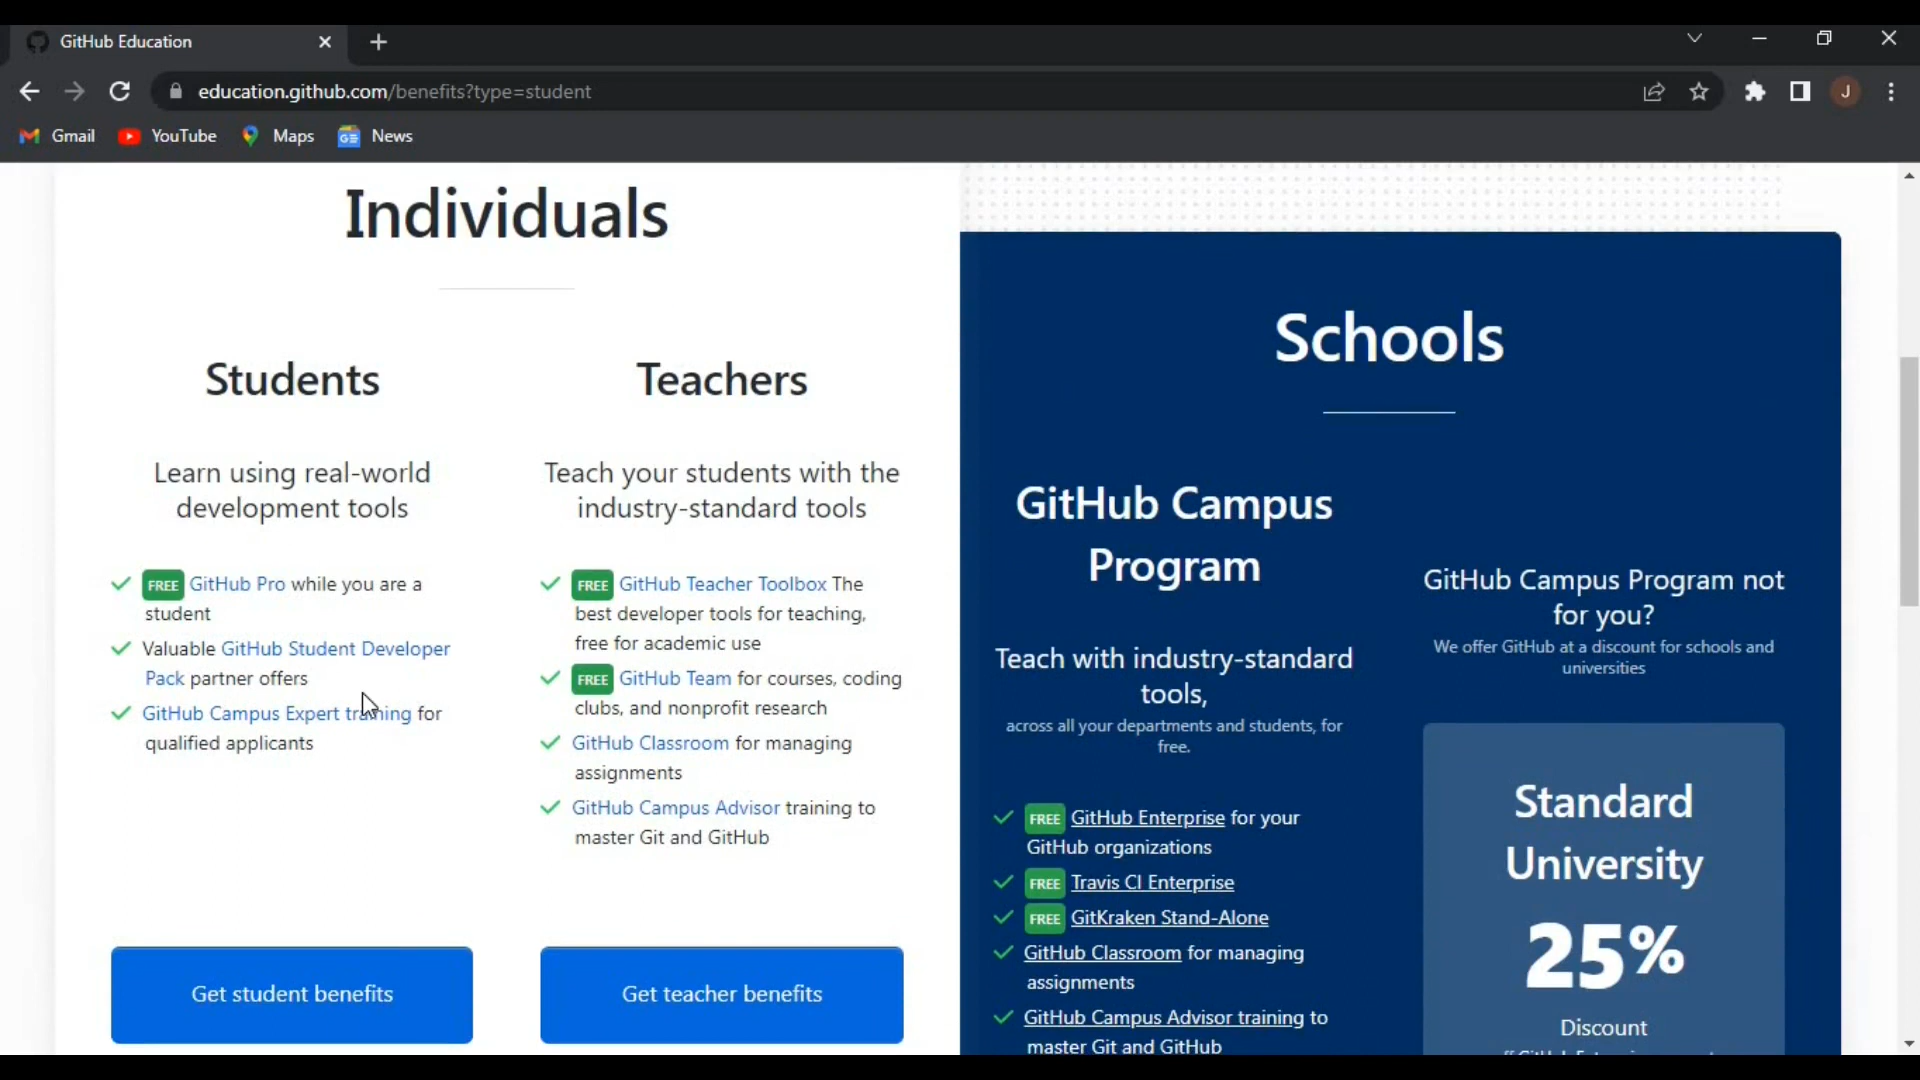 GitHub Education
education.github.com/benefits?type=student
J
Gmail
YouTube
Maps
News
Individuals
Students
Learn using real-world
development tools
FREE GitHub Pro while you are a
student
Valuable GitHub Student Developer
Pack partner offers
GitHub Campus Expert training for
qualified applicants
Get student benefits
Teachers
Teach your students with the
industry-standard tools
FREE GitHub Teacher Toolbox The
best developer tools for teaching,
free for academic use
FREE GitHub Team for courses, coding
clubs, and nonprofit research
GitHub Classroom for managing
assignments
GitHub Campus Advisor training to
master Git and GitHub
Get teacher benefits
Schools
GitHub Campus
Program
Teach with industry-standard
tools,
across all your departments and students, for
free.
FREE GitHub Enterprise for your
GitHub organizations
FREE Travis CI Enterprise
FREE GitKraken Stand-Alone
GitHub Classroom for managing
assignments
GitHub Campus Advisor training to
master Git and GitHub
GitHub Campus Program not
for you?
We offer GitHub at a discount for schools and
universities
Standard
University
25%
Discount